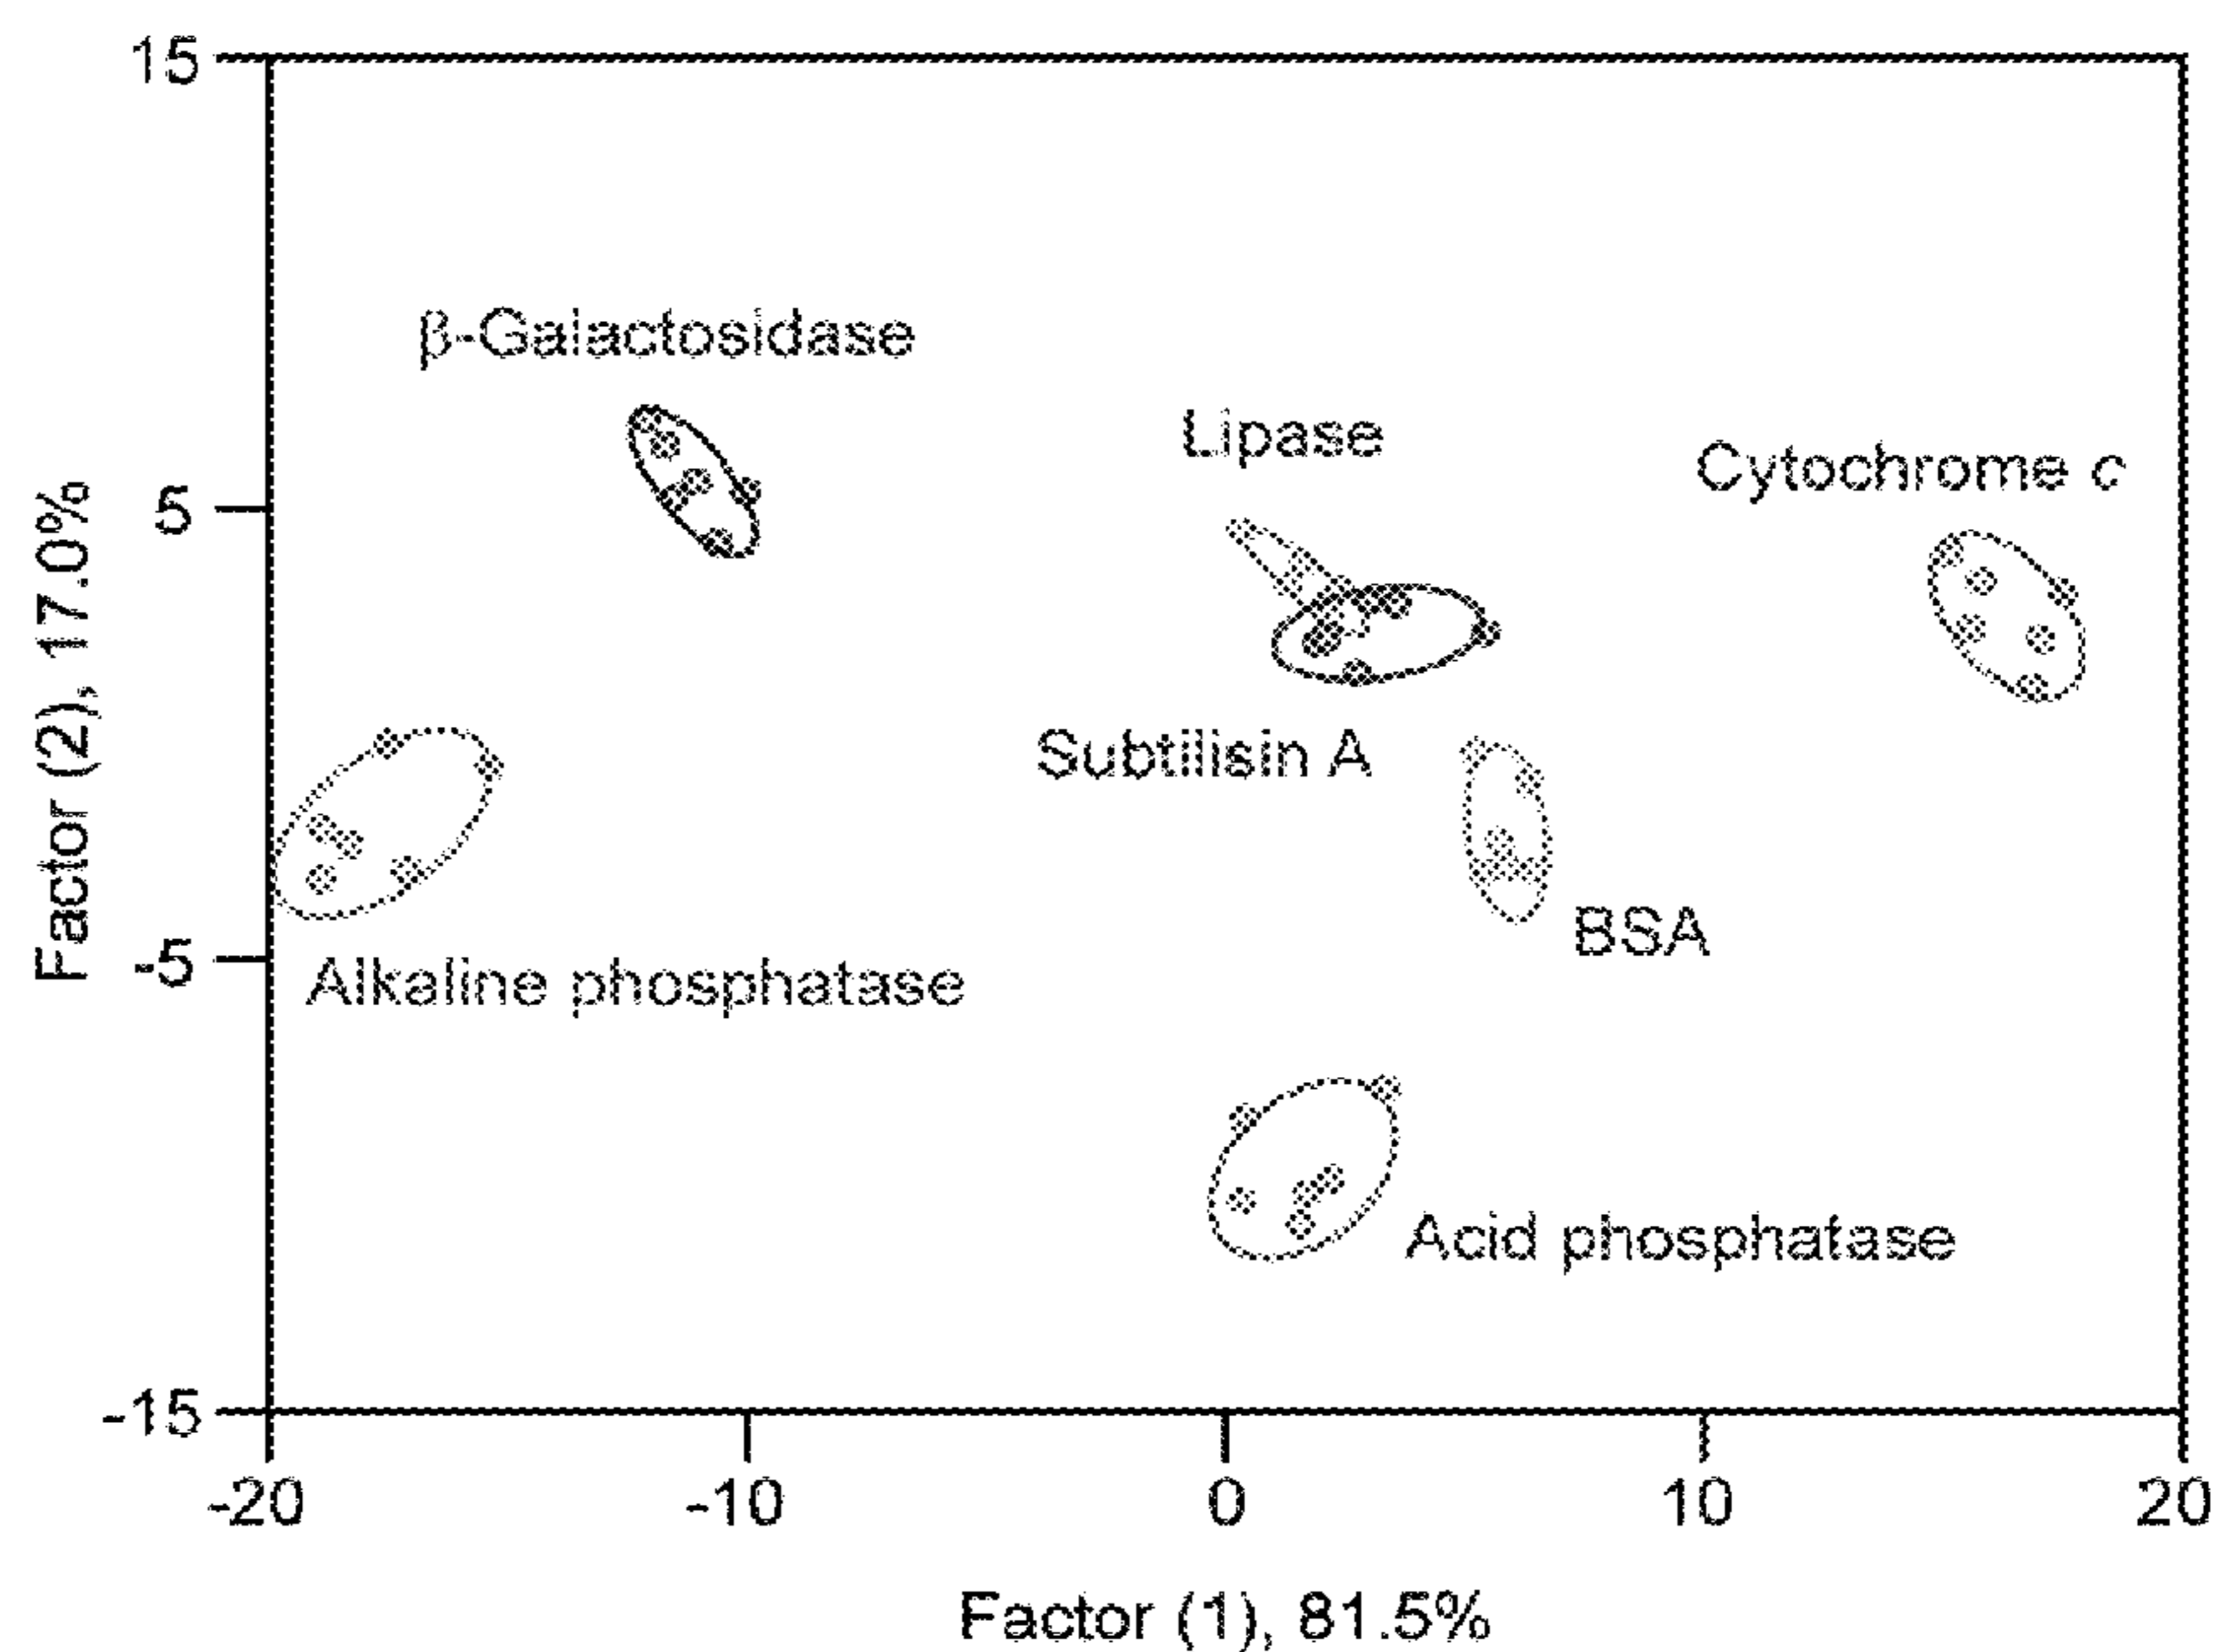 15
β-Galactosidase
Lipase
Cytochrome c
5
Factor (2), 17.0%
Subtilisin A
BSA
-5
Alkaline phosphatase
Acid phosphatase
-15
-20 -10 0 10 20
Factor (1), 81.5%